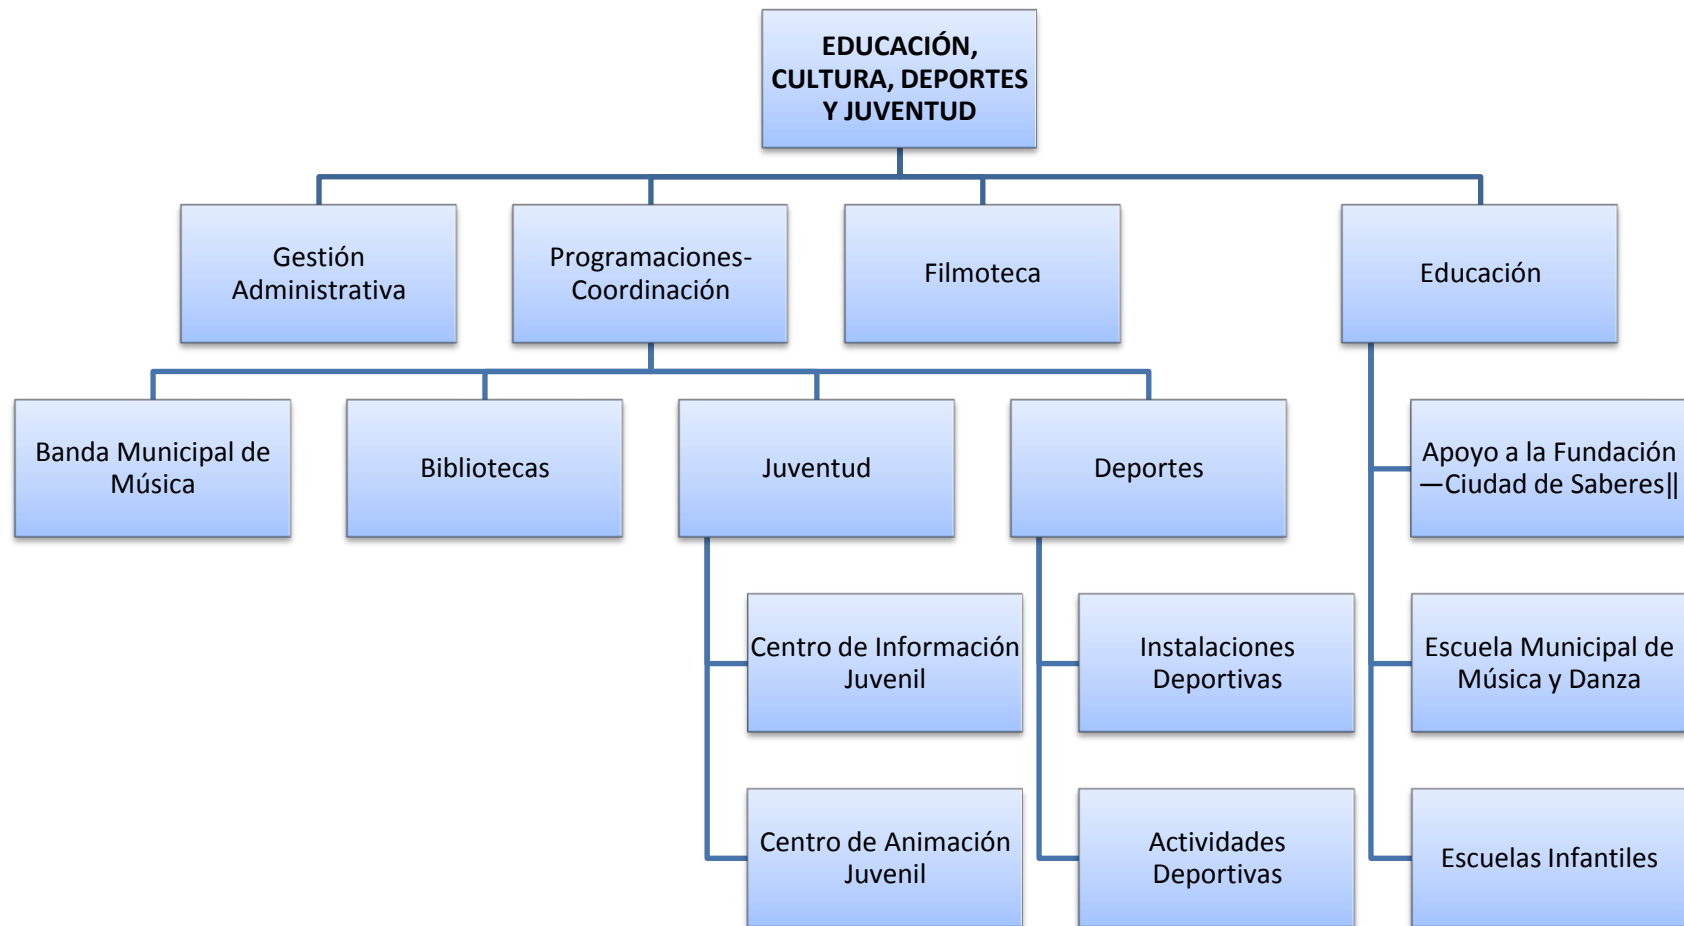 EDUCACIÓN,
CULTURA, DEPORTES
Y JUVENTUD
Gestión
Administrativa
Programaciones-
Coordinación
Filmoteca
Educación
Banda Municipal de
Música
Bibliotecas
Juventud
Deportes
Apoyo a la Fundación
―Ciudad de Saberes‖
Centro de Información
Juvenil
Instalaciones
Deportivas
Escuela Municipal de
Música y Danza
Centro de Animación
Juvenil
Actividades
Deportivas
Escuelas Infantiles